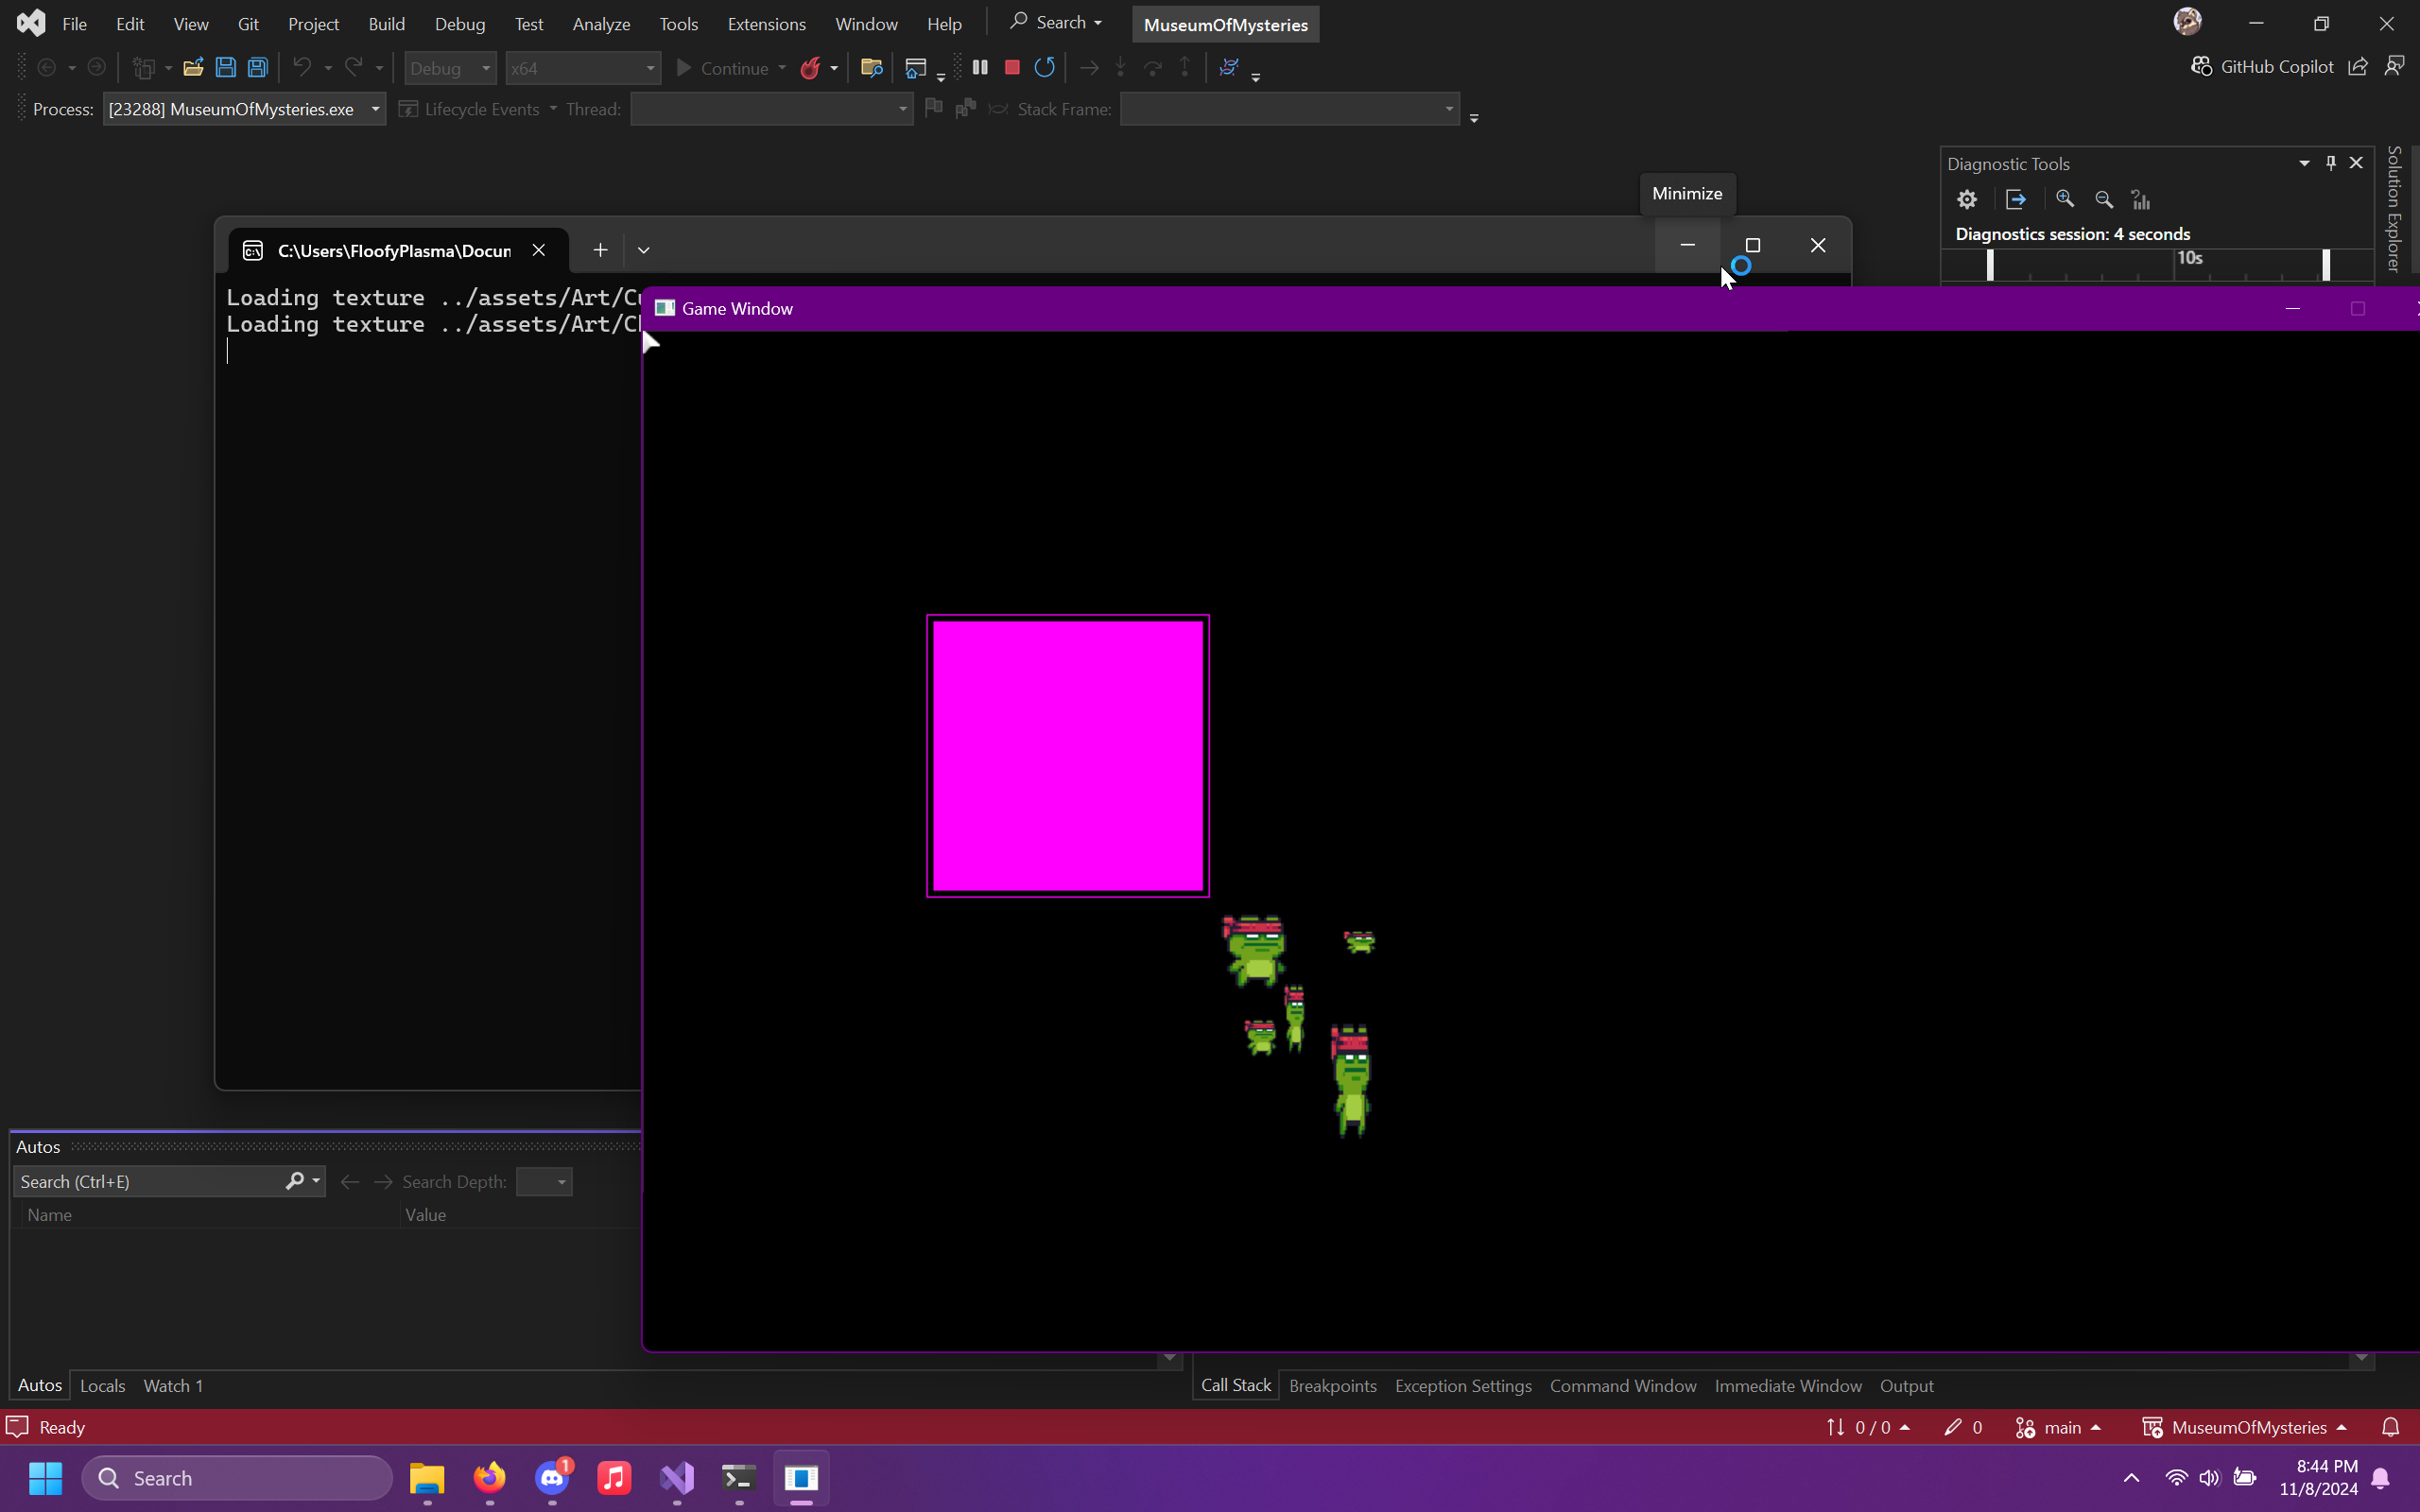 File Edit View Git Project Build Debug Test Analyze Tools Extensions Window Help Search MuseumOfMysteries
Debug x64 Continue GitHub Copilot
Process: [23288] MuseumOfMysteries.exe Lifecycle Events Thread: Stack Frame:
Diagnostic Tools
Solution Explorer
Minimize
Diagnostics session: 4 seconds
10s
C:\Users\FloofyPlasma\Docun
Loading texture ../assets/Art/
Loading texture ../assets/Art/
Game Window
Autos
Search (Ctrl+E) Search Depth:
Name Value
Autos Locals Watch 1 Call Stack Breakpoints Exception Settings Command Window Immediate Window Output
Ready 0 / 0 0 main MuseumOfMysteries
Search 1 8:44 PM
11/8/2024